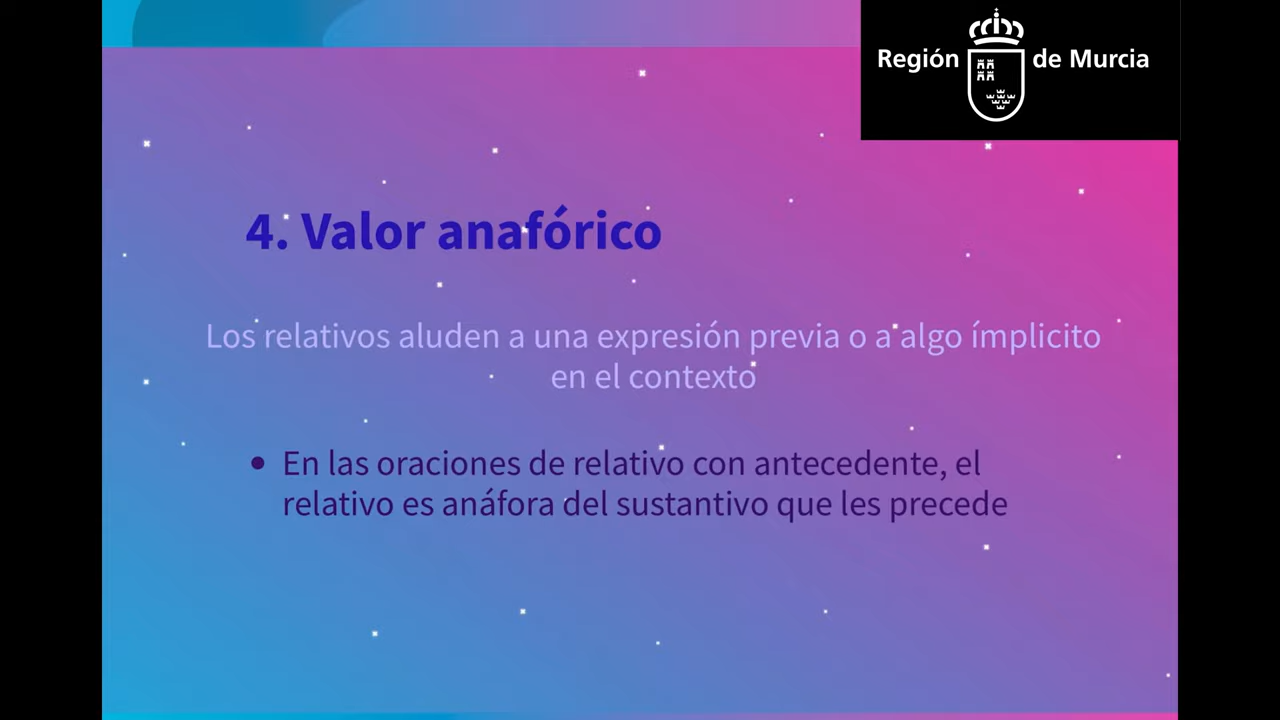 Región de Murcia
4. Valor anafórico
Los relativos aluden a una expresión previa o a algo ímplicito
en el contexto
• En las oraciones de relativo con antecedente, el
relativo es anáfora del sustantivo que les precede